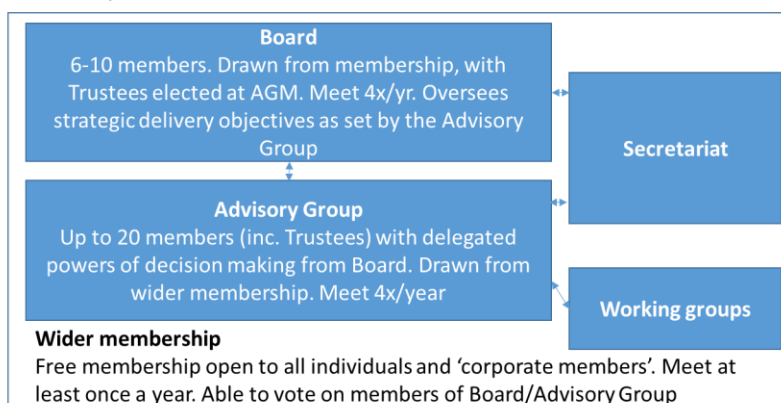 Board
6-10 members. Drawn from membership, with
Trustees elected at AGM. Meet 4x/yr. Oversees
strategic delivery objectives as set by the Advisory
Group
Secretariat
Advisory Group
Up to 20 members (inc. Trustees) with delegated
powers of decision making from Board. Drawn from
wider membership. Meet 4x/year
Working groups
Wider membership
Free membership open to all individuals and ‘corporate members’. Meet at
least once a year. Able to vote on members of Board/Advisory Group